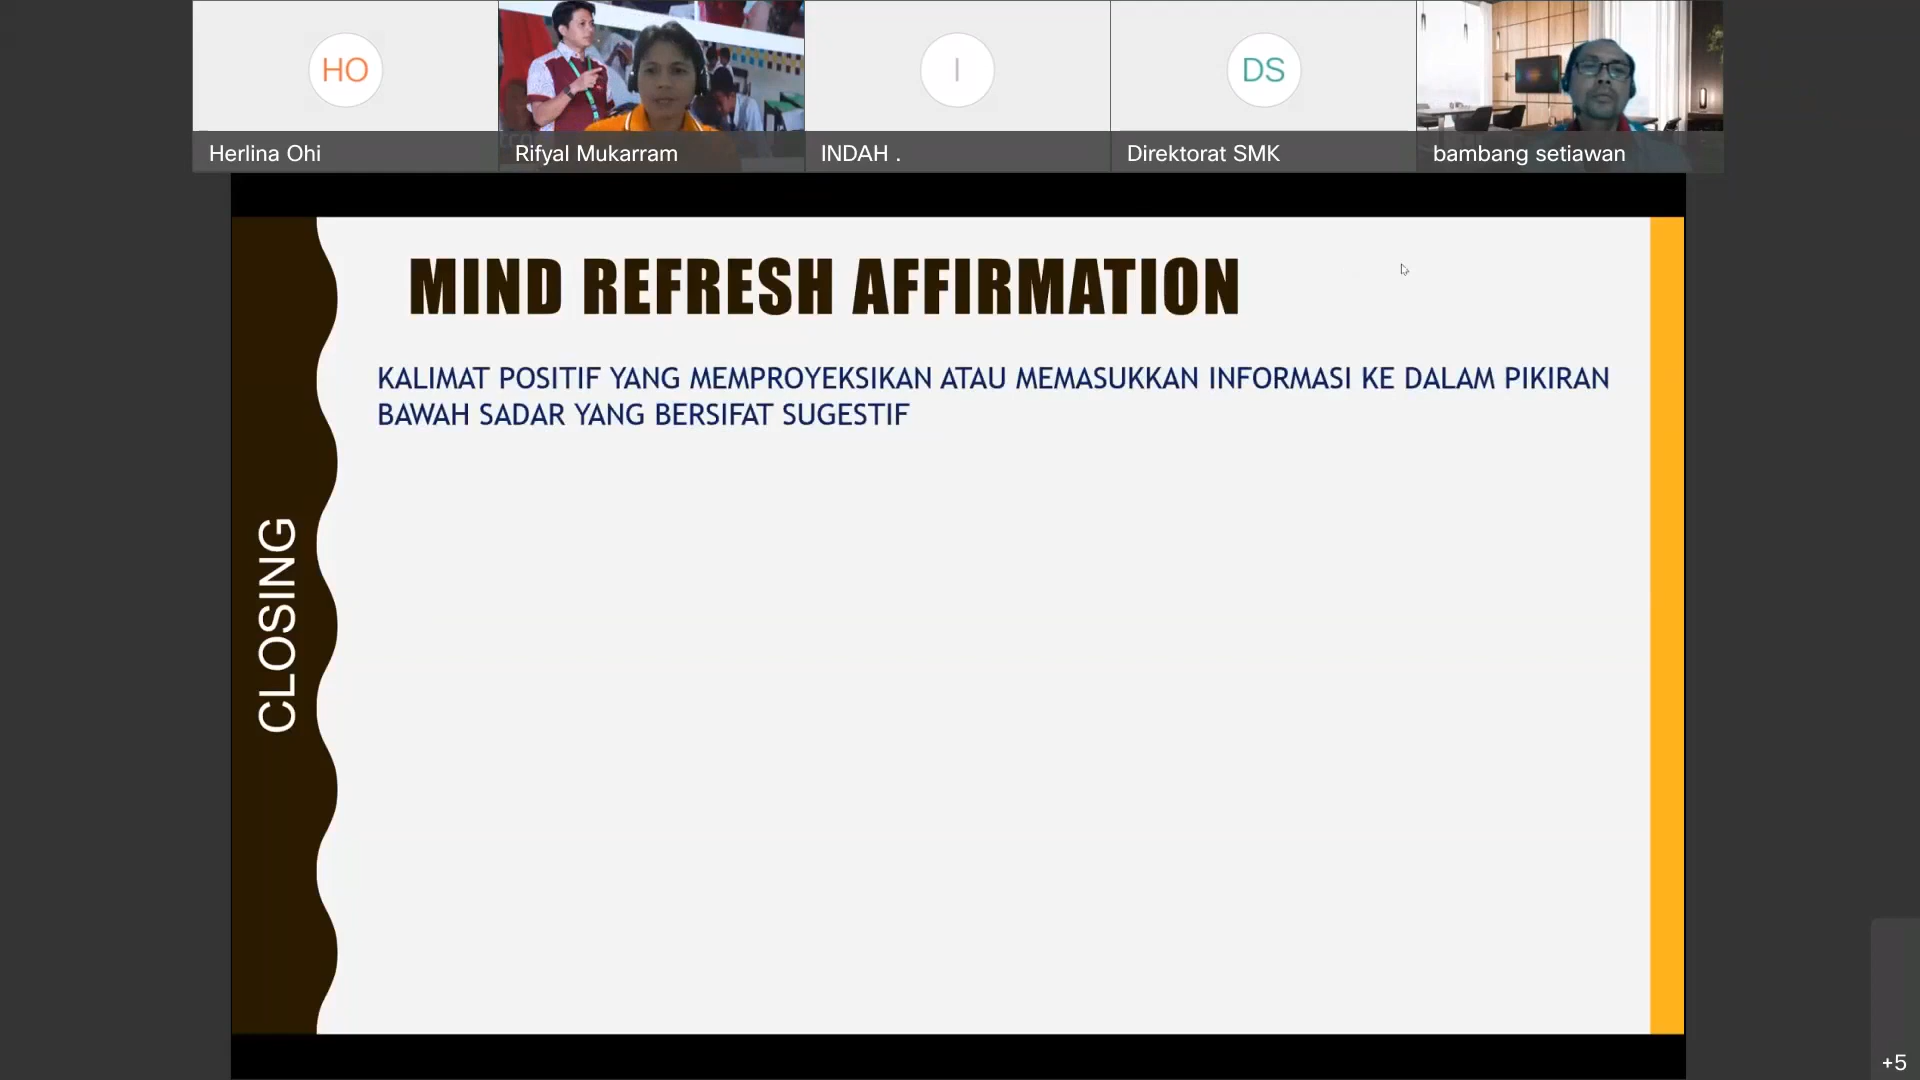 HO
I
DS
Herlina Ohi
Rifyal Mukarram
INDAH .
Direktorat SMK
bambang setiawan
MIND REFRESH AFFIRMATION
KALIMAT POSITIF YANG MEMPROYEKSIKAN ATAU MEMASUKKAN INFORMASI KE DALAM PIKIRAN
BAWAH SADAR YANG BERSIFAT SUGESTIF
CLOSING
+5